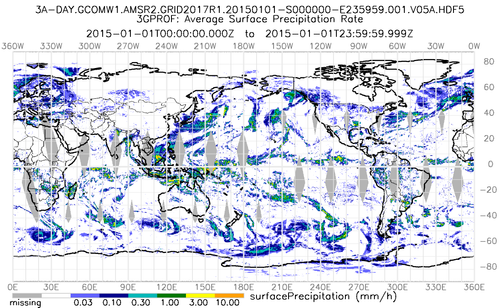 3A-DAY.GCOMW1.AMSR2.GRID2017R1.20150101-S000000-E235959.001.V05A.HDF5
3GPROF: Average Surface Precipitation Rate
2015-01-01T00:00:00.000Z to 2015-01-01T23:59:59.999Z
360W 330W 300W 270W 240W 210W 180W 150W 120W 90W 60W 30W 0W
80
60
40
20
0
-20
-40
-60
-80
0E 30E 60E 90E 120E 150E 180E 210E 240E 270E 300E 330E 360E
missing 0.03 0.10 0.30 1.00 3.00 10.00 surfacePrecipitation (mm/h)